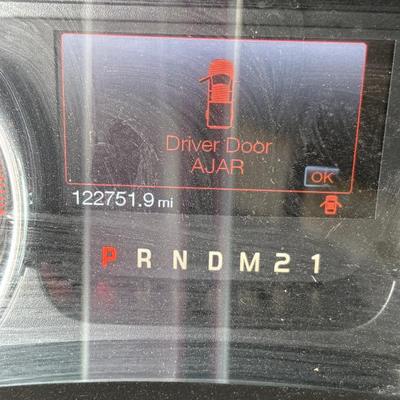 Driver Door
AJAR
OK
122751.9 mi
P R N D M 2 1